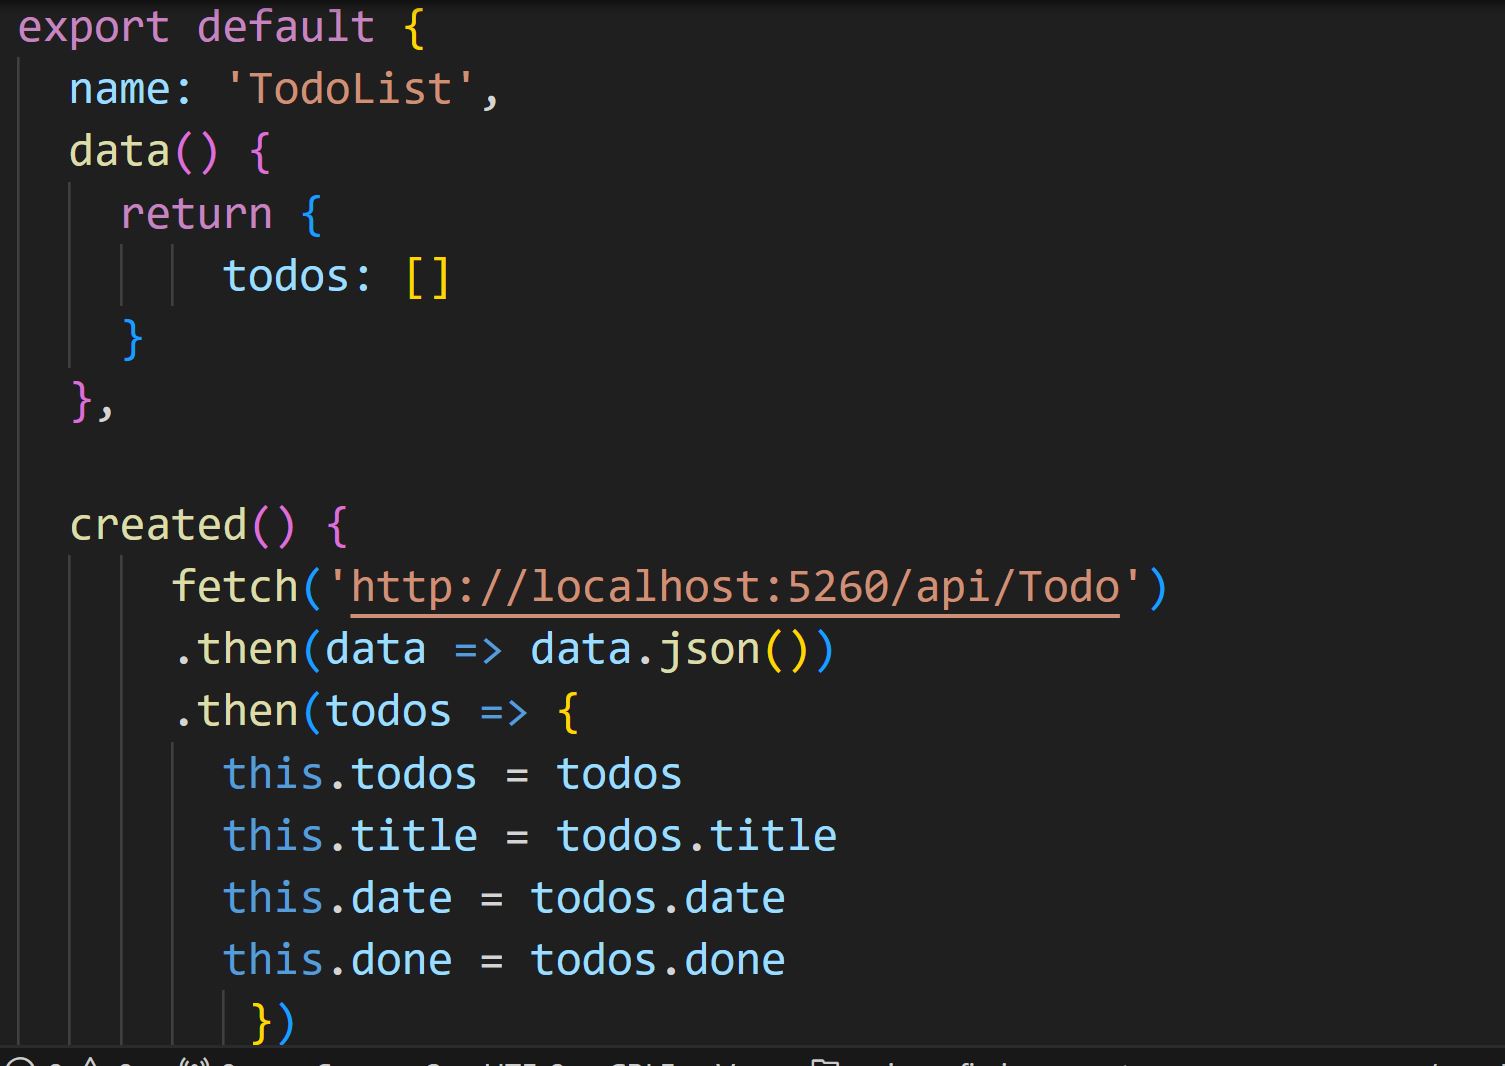 export default {
name: 'TodoList',
data() {
return {
todos: []
}
},
created() {
fetch('http://localhost:5260/api/Todo')
.then(data => data.json())
.then(todos => {
this.todos = todos
this.title = todos.title
this.date = todos.date
this.done = todos.done
})